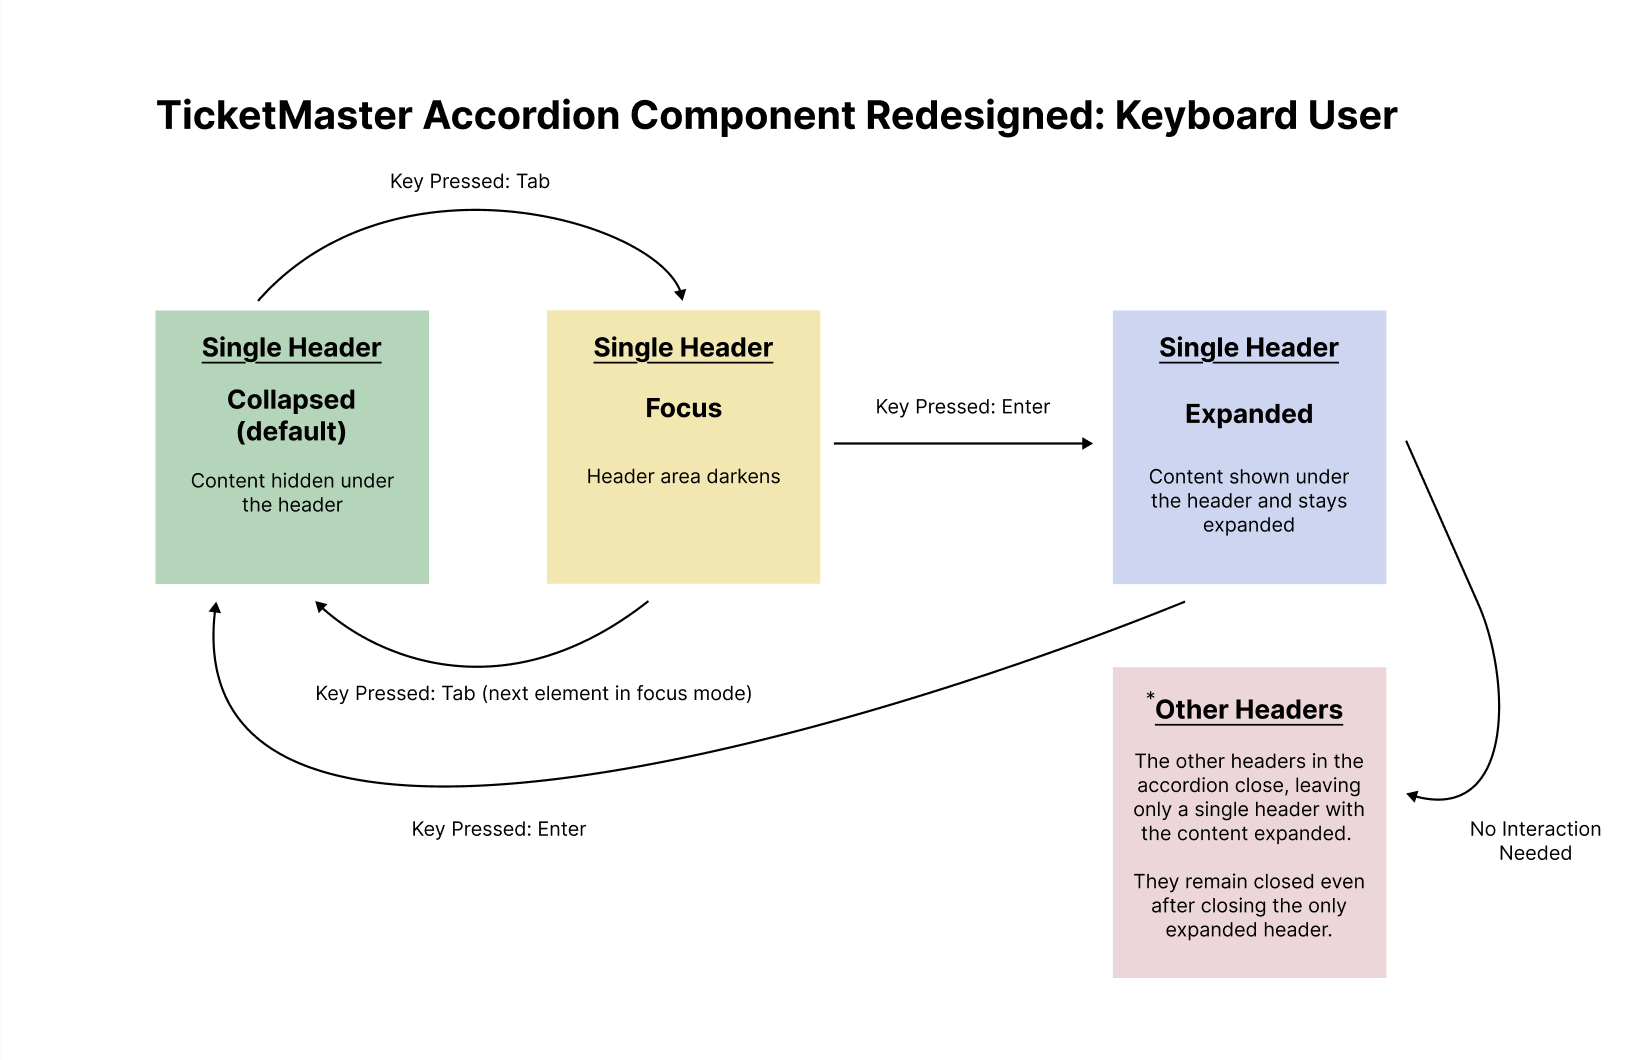 TicketMaster Accordion Component Redesigned: Keyboard User
Key Pressed: Tab
Single Header
Collapsed
(default)
Content hidden under
the header
Single Header
Focus
Header area darkens
Key Pressed: Enter
Single Header
Expanded
Content shown under
the header and stays
expanded
Key Pressed: Tab (next element in focus mode)
Key Pressed: Enter
*Other Headers
The other headers in the
accordion close, leaving
only a single header with
the content expanded.
They remain closed even
after closing the only
expanded header.
No Interaction
Needed